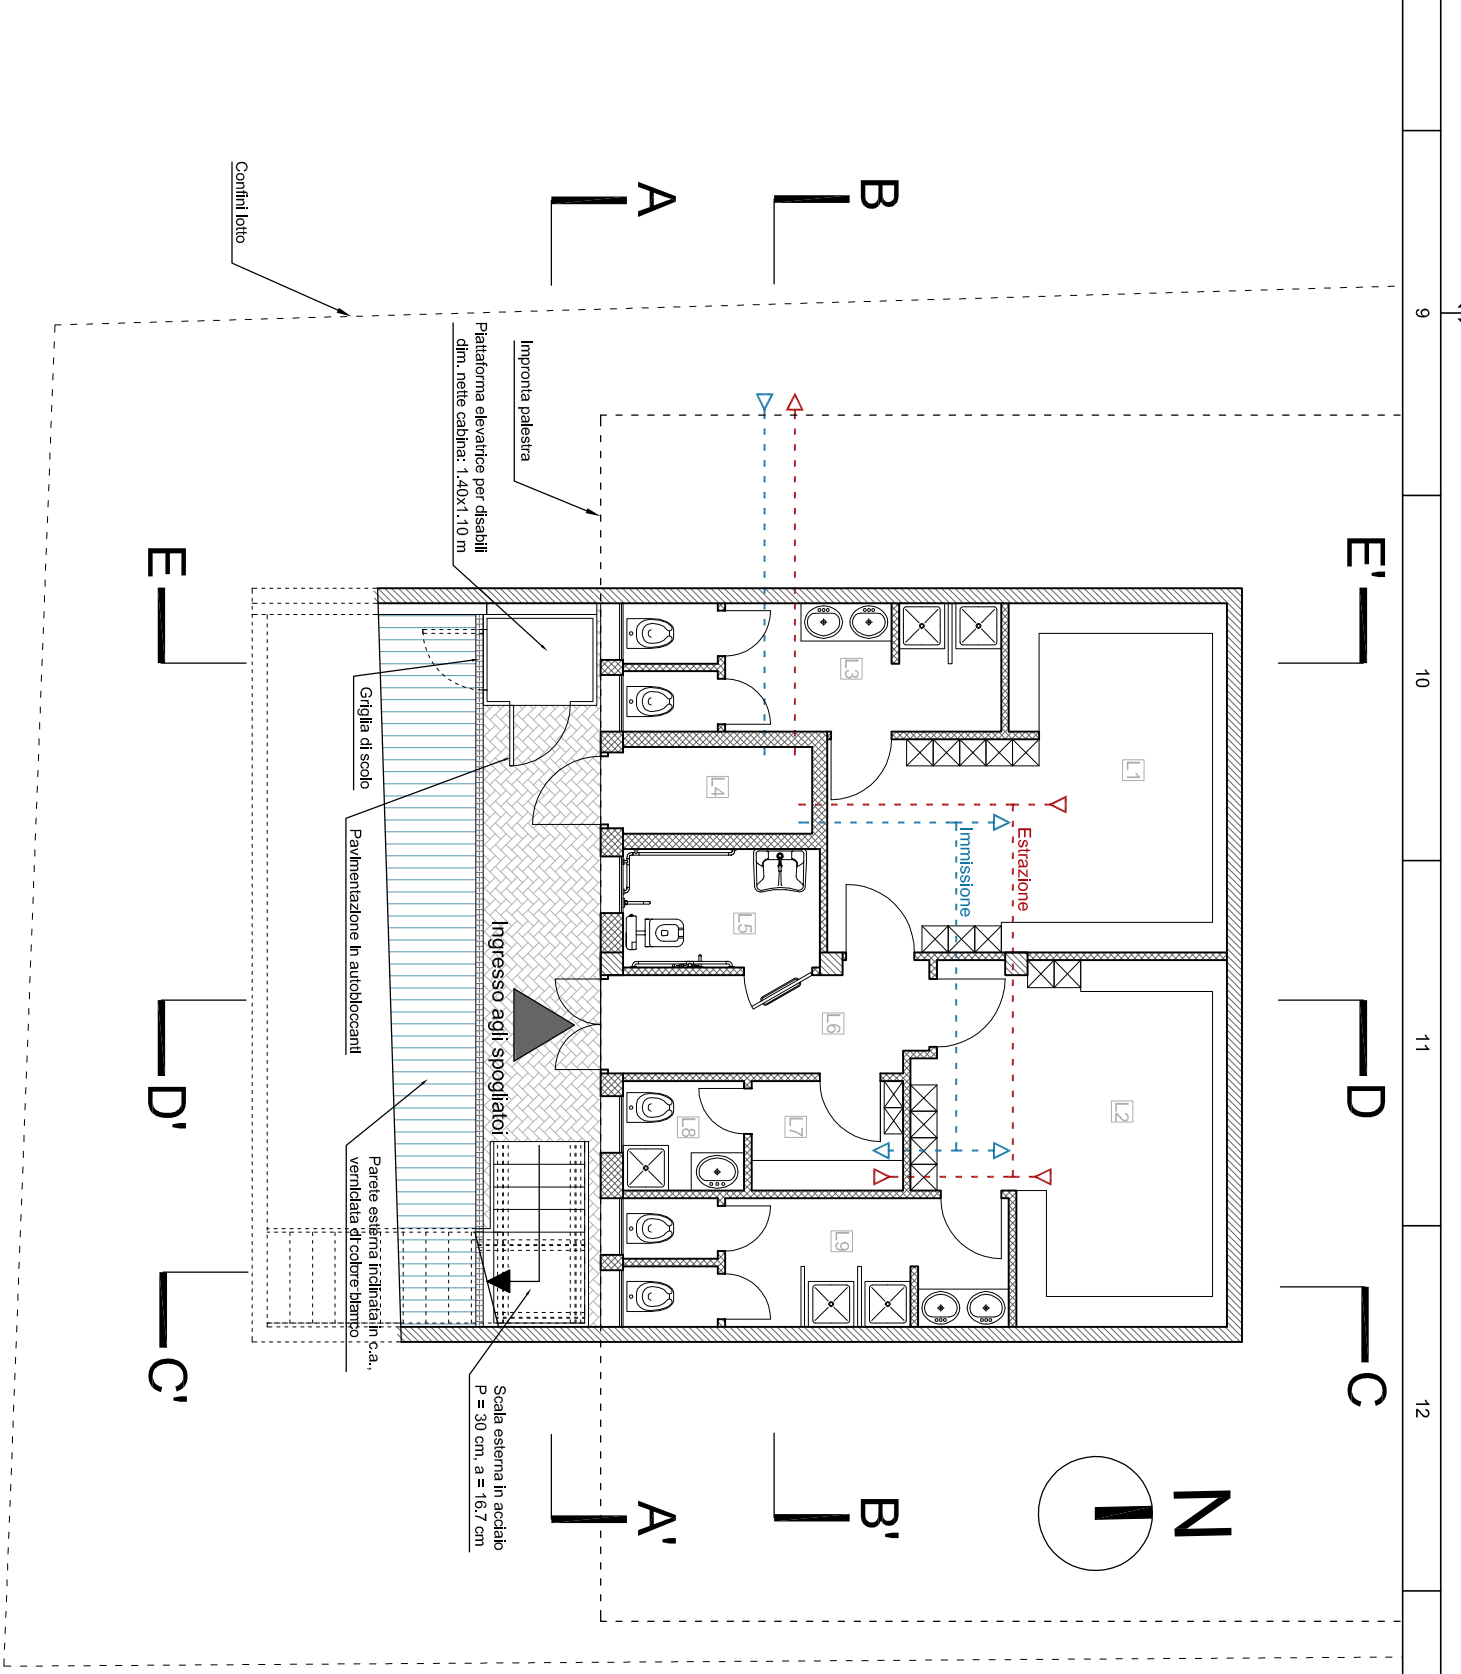 9
10
11
12
A
B
A'
B'
E
E'
D'
D
C'
C
N
Confini lotto
Impronta palestra
Piattaforma elevatrice per disabili
dim. nette cabina: 1.40x1.10 m
Griglia di scolo
Pavimentazione in autobloccanti
Parete esterna inclinata in c.a.,
verniciata di colore bianco
Scala esterna in acciaio
P = 30 cm, a = 16.7 cm
Ingresso agli spogliatoi
Estrazione
Immissione
L1
L2
L3
L4
L5
L6
L7
L8
L9